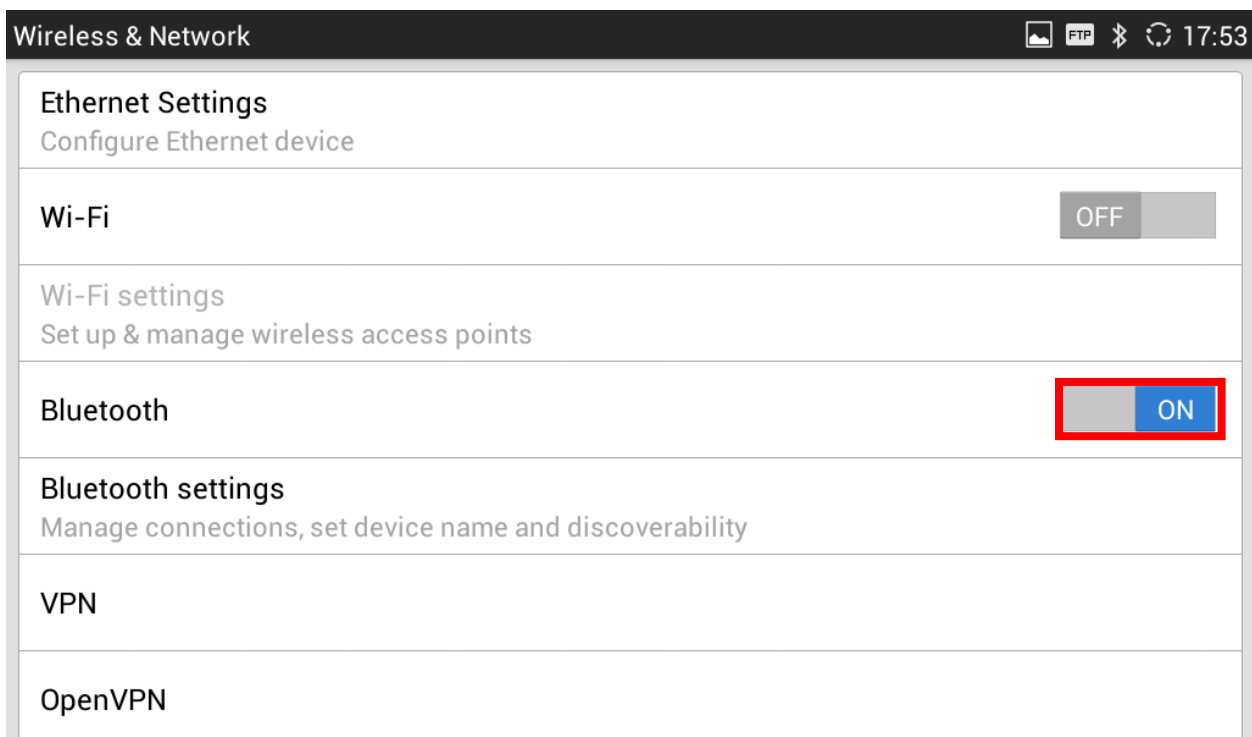 Wireless & Network FTP 17:53
Ethernet Settings
Configure Ethernet device
Wi-Fi OFF
Wi-Fi settings
Set up & manage wireless access points
Bluetooth ON
Bluetooth settings
Manage connections, set device name and discoverability
VPN
OpenVPN